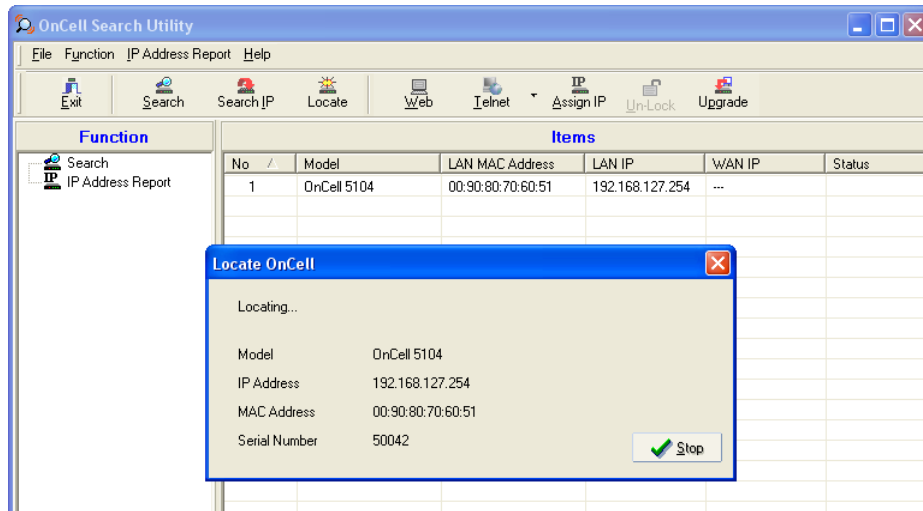 OnCell Search Utility
File Function IP Address Report Help
Exit Search Search IP Locate Web Telnet Assign IP Un-Lock Upgrade
Function Items
Search
IP Address Report
No Model LAN MAC Address LAN IP WAN IP Status
1 OnCell 5104 00:90:80:70:60:51 192.168.127.254 ---
Locate OnCell
Locating...
Model OnCell 5104
IP Address 192.168.127.254
MAC Address 00:90:80:70:60:51
Serial Number 50042
Stop